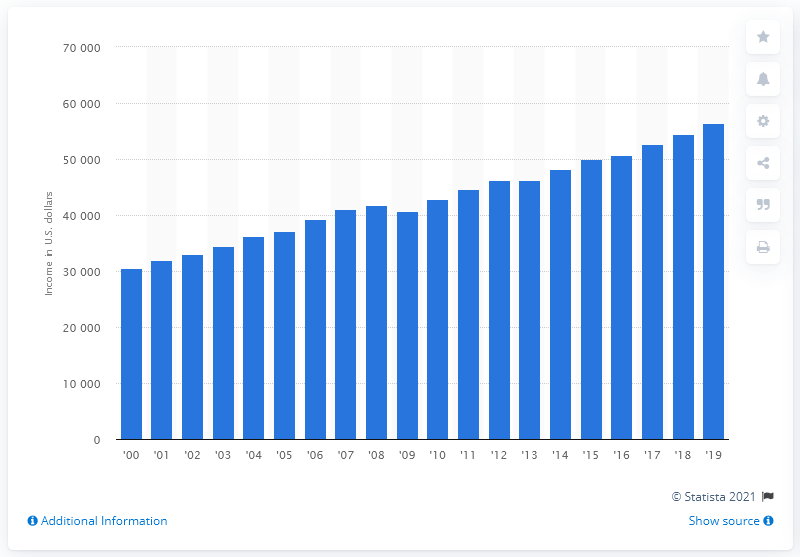 70 000
60 000
50 000
40 000
30 000
20 000
10 000
0
Income in U.S. dollars
'00 '01 '02 '03 '04 '05 '06 '07 '08 '09 '10 '11 '12 '13 '14 '15 '16 '17 '18 '19
© Statista 2021
Additional Information
Show source